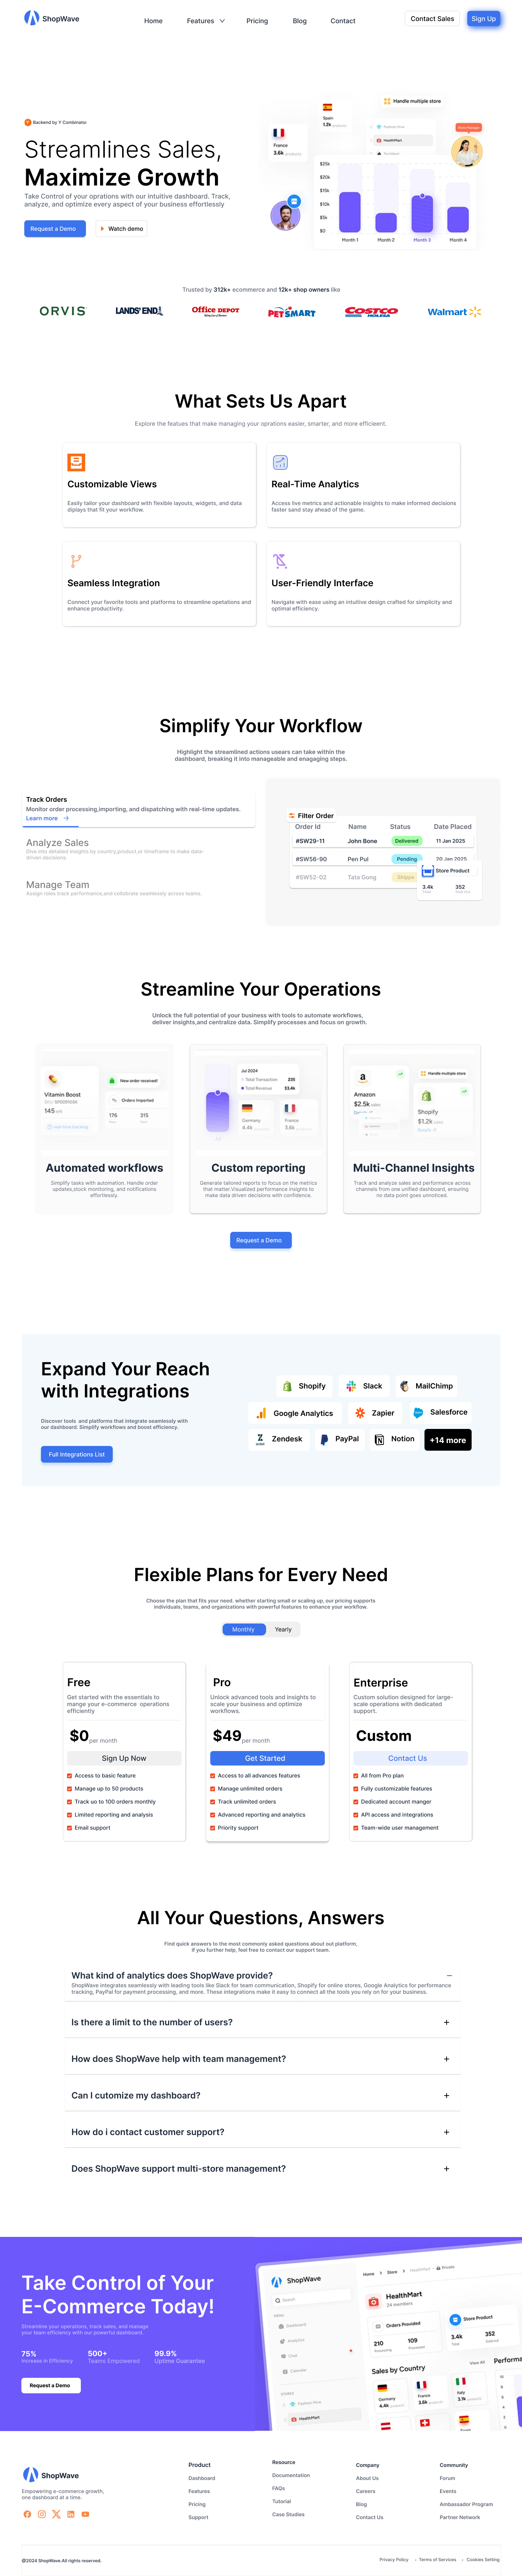 ShopWave
Home Features Pricing Blog Contact
Contact Sales
Sign Up
Backend by Y Combinator
Streamlines Sales,
Maximize Growth
Take Control of your oprations with our intuitive dashboard. Track,
analyze, and optimize every aspect of your business effortlessly
Request a Demo
Watch demo
Handle multiple store
Spain
1.2k
France
3.6k
HealthMart
$25k
$20k
$15k
$10k
$5k
$0
Month 1 Month 2 Month 3 Month 4
Trusted by 312k+ ecommerce and 12k+ shop owners like
ORVIS
LANDS' END
Office DEPOT
PETSMART
COSTCO
WHOLESALE
Walmart
What Sets Us Apart
Explore the featues that make managing your oprations easier, smarter, and more efficieent.
Customizable Views
Easily tailor your dashboard with flexible layouts, widgets, and data
displays that fit your workflow.
Real-Time Analytics
Access live metrics and actionable insights to make informed decisions
faster sand stay ahead of the game.
Seamless Integration
Connect your favorite tools and platforms to streamline opetations and
enhance productivity.
User-Friendly Interface
Navigate with ease using an intuitive design crafted for simplicity and
optimal efficiency.
Simplify Your Workflow
Highlight the streamlined actions usears can take within the
dashboard, breaking it into manageable and enagaging steps.
Track Orders
Monitor order processing,importing, and dispatching with real-time updates.
Learn more
Analyze Sales
Dive into detailed insights by country,product,or timeframe to make data-
driven decisions
Manage Team
Assign roles track performance,and collobrate seamlessly across teams.
Filter Order
Order Id Name Status Date Placed
#SW29-11 John Bone Delivered 11 Jan 2025
#SW56-90 Pen Pul Pending 20 Jan 2025
#SW52-02 Tata Gong Shippe
Store Product
3.4k 352
Streamline Your Operations
Unlock the full potential of your business with tools to automate workflows,
deliver insights,and centralize data. Simplify processes and focus on growth.
Vitamin Boost
145
New order received!
Orders Imported
176 315
Automated workflows
Simplify tasks with automation. Handle order
updates,stock monitoring, and notifications
effortlessly.
Jul 2024
Total Transaction 235
Total Revenue $3.4k
Germany
4.4k
France
3.6k
Custom reporting
Generate tailored reports to focus on the metrics
that matter.Visualized performance insights to
make data driven decisions with confidence.
Amazon
$2.5k sales
Handle multiple store
Shopify
$1.2k sales
Multi-Channel Insights
Track and analyze sales and performance across
channels from one unified dashboard, ensuring
no data point goes unnoticed.
Request a Demo
Expand Your Reach
with Integrations
Discover tools and platforms that integrate seamlessly with
our dashboard. Simplify workflows and boost efficiency.
Full Integrations List
Shopify Slack MailChimp
Google Analytics Zapier Salesforce
Zendesk PayPal Notion +14 more
Flexible Plans for Every Need
Choose the plan that fits your need. whether starting small or scaling up, our pricing supports
individuals, teams, and organizations with powerful features to enhance your workflow.
Monthly Yearly
Free
Get started with the essentials to
mange your e-commerce operations
efficiently
$0 per month
Sign Up Now
Access to basic feature
Manage up to 50 products
Track uo to 100 orders monthly
Limited reporting and analysis
Email support
Pro
Unlock advanced tools and insights to
scale your business and optimize
workflows.
$49 per month
Get Started
Access to all advances features
Manage unlimited orders
Track unlimited orders
Advanced reporting and analytics
Priority support
Enterprise
Custom solution designed for large-
scale operations with dedicated
support.
Custom
Contact Us
All from Pro plan
Fully customizable features
Dedicated account manger
API access and integrations
Team-wide user management
All Your Questions, Answers
Find quick answers to the most commonly asked questions about out platform,
If you further help, feel free to contact our support team.
What kind of analytics does ShopWave provide?
ShopWave integrates seamlessly with leading tools like Slack for team communication, Shopify for online stores, Google Analytics for performance
tracking, PayPal for payment processing, and more. These integrations make it easy to connect all the tools you rely on for your business.
Is there a limit to the number of users?
How does ShopWave help with team management?
Can I cutomize my dashboard?
How do i contact customer support?
Does ShopWave support multi-store management?
Take Control of Your
E-Commerce Today!
Streamline your operations, track sales, and manage
your team efficiency with our powerful dashboard.
75%
Increase in Efficiency
500+
Teams Empowered
99.9%
Uptime Guarantee
Request a Demo
ShopWave
Search
Dashboard
Analytics
Chat
Calendar
Fashion Hive
HealthMart
Home Store HealthMart Private
HealthMart
24 members
Orders Provided
210 109
Store Product
3.4k 352
Sales by Country
View All
Performa
Germany
4.4k
France
3.6k
Italy
3.1k
ShopWave
Empowering e-commerce growth,
one dashboard at a time.
Product
Dashboard
Features
Pricing
Support
Resource
Documentation
FAQs
Tutorial
Case Studies
Company
About Us
Careers
Blog
Contact Us
Community
Forum
Events
Ambassador Program
Partner Network
@2024 ShopWave.All rights reserved.
Privacy Policy Terms of Services Cookies Setting